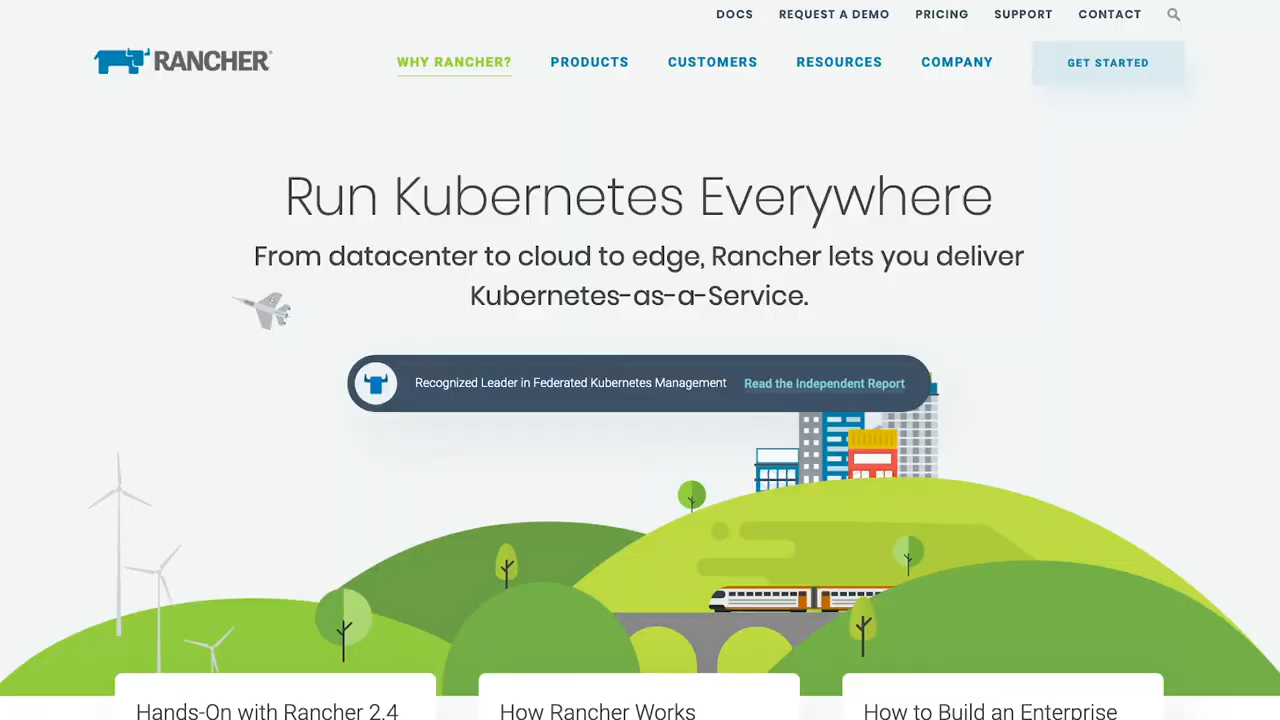 DOCS REQUEST A DEMO PRICING SUPPORT CONTACT
RANCHER®
WHY RANCHER? PRODUCTS CUSTOMERS RESOURCES COMPANY GET STARTED
Run Kubernetes Everywhere
From datacenter to cloud to edge, Rancher lets you deliver
Kubernetes-as-a-Service.
Recognized Leader in Federated Kubernetes Management Read the Independent Report
Hands-On with Rancher 2.4
How Rancher Works
How to Build an Enterprise